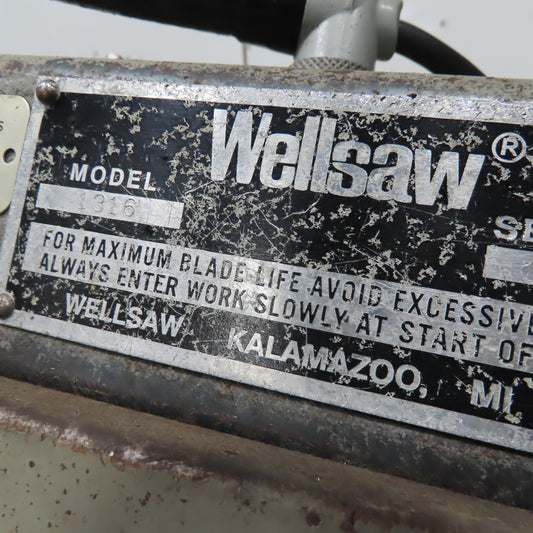 Wellsaw®
MODEL
SE
1316
FOR MAXIMUM BLADE LIFE AVOID EXCESSIVE
ALWAYS ENTER WORK SLOWLY AT START OF
WELLSAW KALAMAZOO, MI